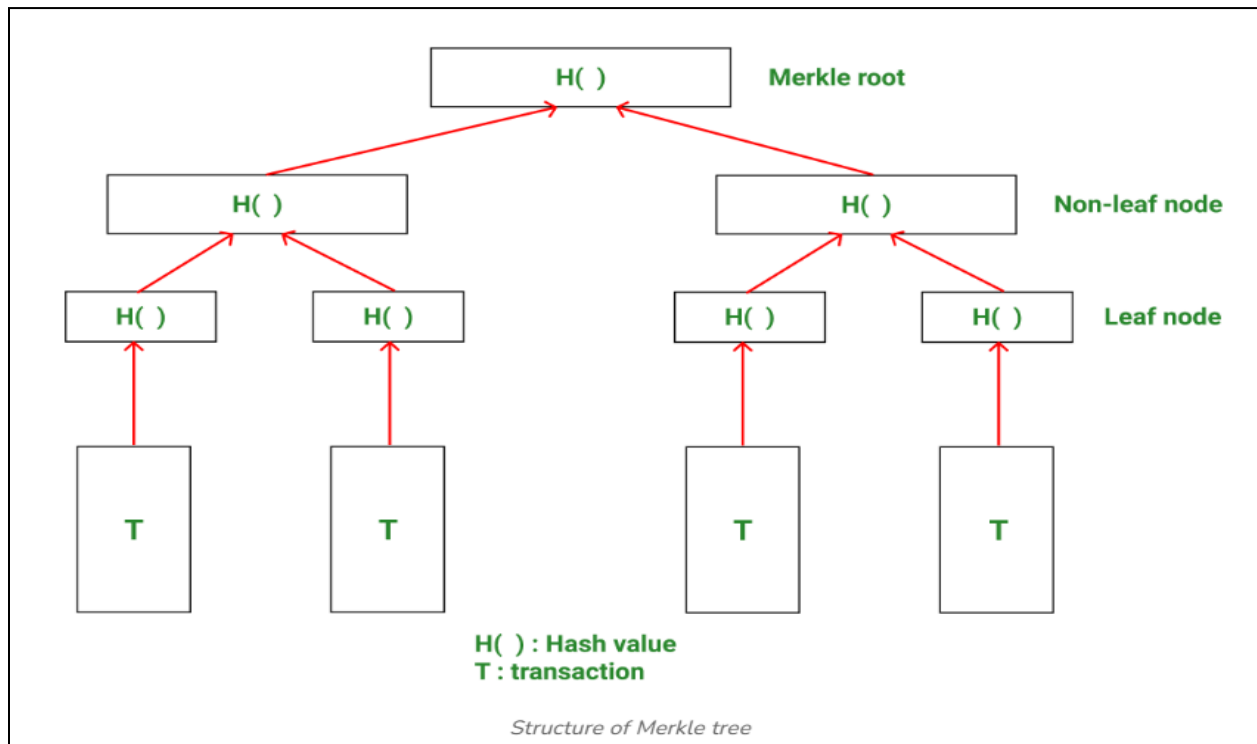 H( )
Merkle root
H( )
H( )
Non-leaf node
H( )
H( )
H( )
H( )
Leaf node
T
T
T
T
H( ) : Hash value
T : transaction
Structure of Merkle tree